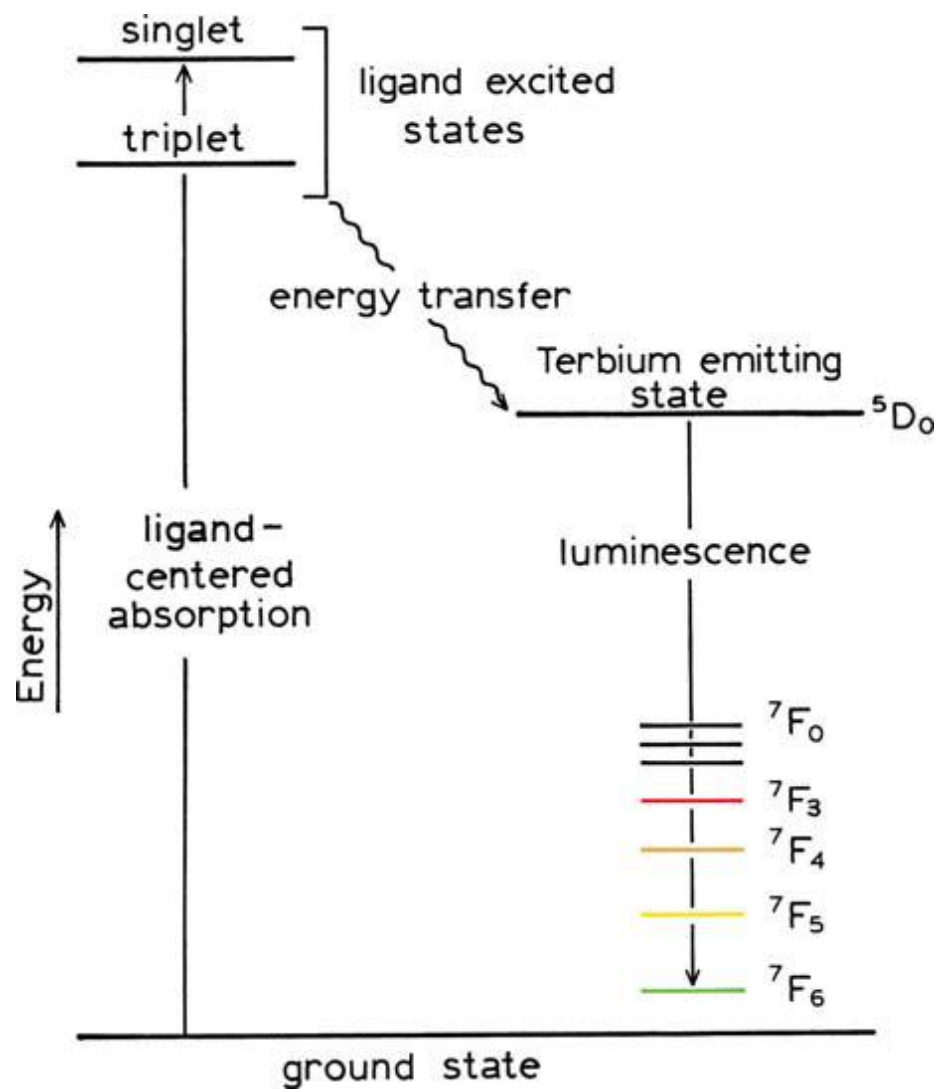 singlet
triplet
ligand excited
states
energy transfer
Terbium emitting
state
⁵D₀
Energy
ligand-
centered
absorption
luminescence
⁷F₀
⁷F₃
⁷F₄
⁷F₅
⁷F₆
ground state